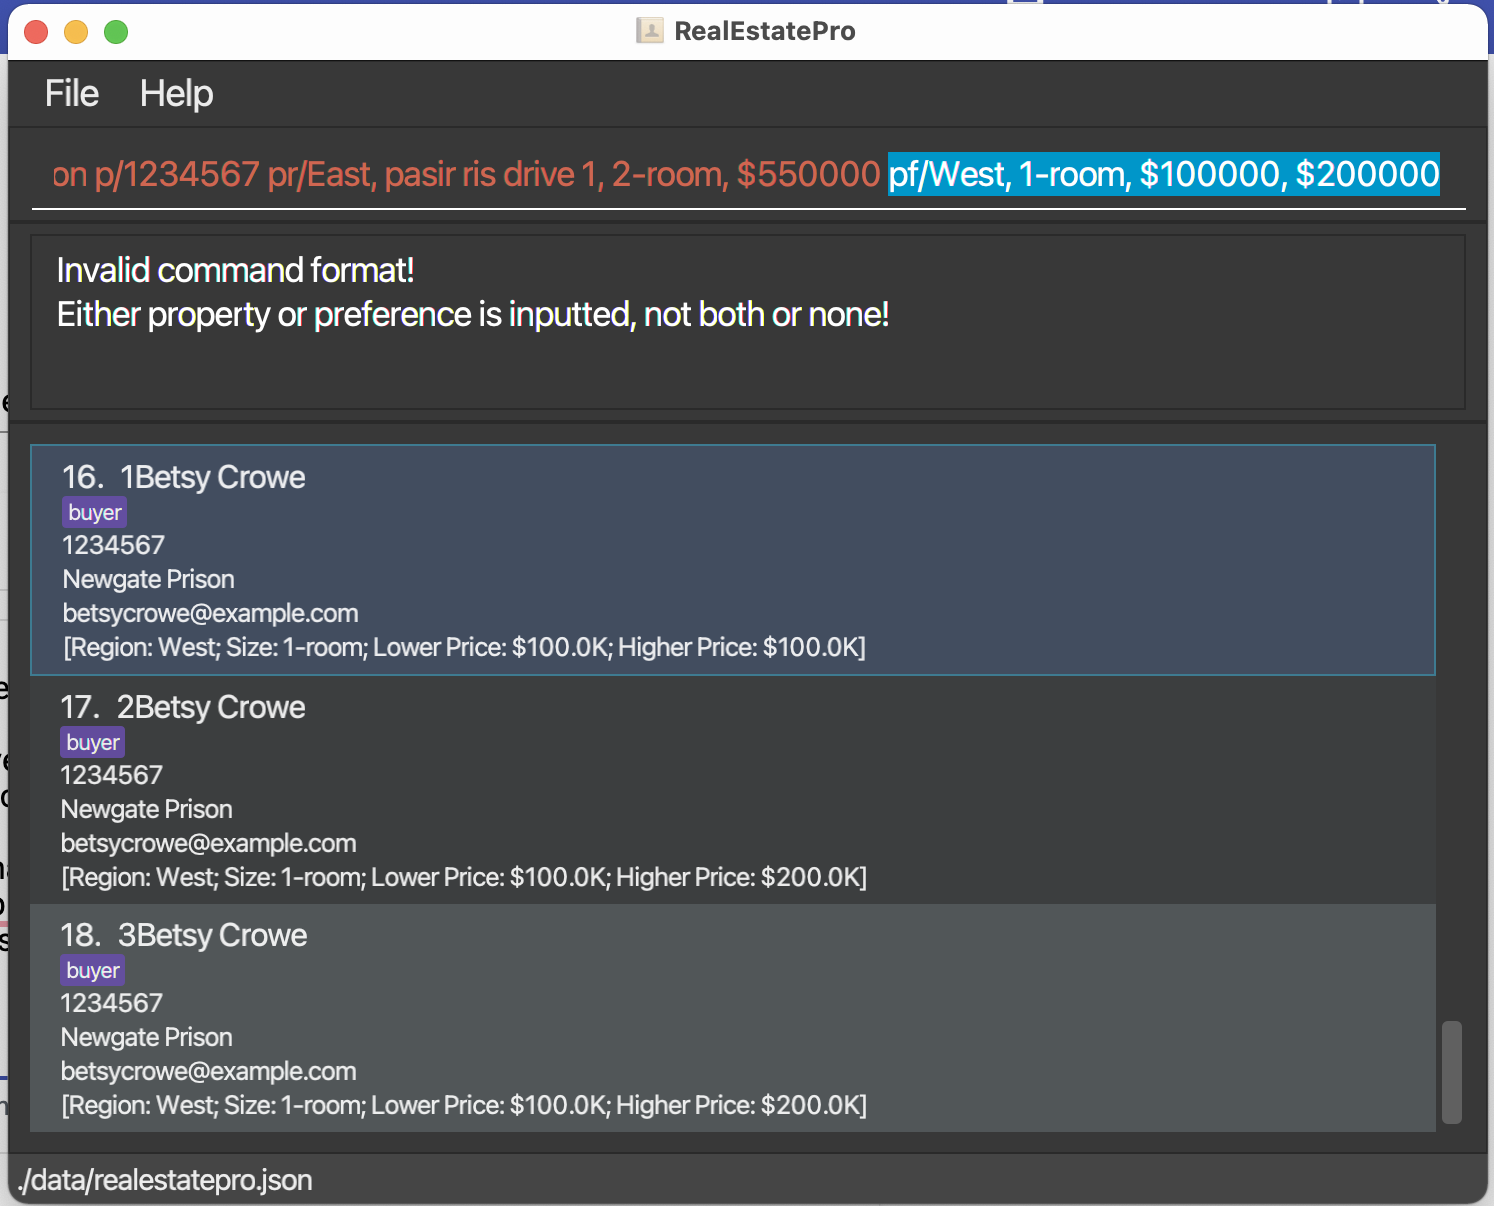 RealEstatePro
File Help
on p/1234567 pr/East, pasir ris drive 1, 2-room, $550000 pf/West, 1-room, $100000, $200000
Invalid command format!
Either property or preference is inputted, not both or none!
16. 1Betsy Crowe
buyer
1234567
Newgate Prison
betsycrowe@example.com
[Region: West; Size: 1-room; Lower Price: $100.0K; Higher Price: $100.0K]
17. 2Betsy Crowe
buyer
1234567
Newgate Prison
betsycrowe@example.com
[Region: West; Size: 1-room; Lower Price: $100.0K; Higher Price: $200.0K]
18. 3Betsy Crowe
buyer
1234567
Newgate Prison
betsycrowe@example.com
[Region: West; Size: 1-room; Lower Price: $100.0K; Higher Price: $200.0K]
./data/realestatepro.json